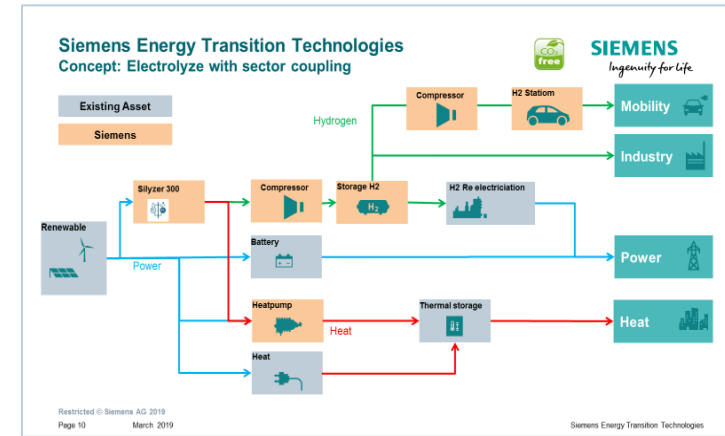 Siemens Energy Transition Technologies
Concept: Electrolyze with sector coupling
CO2
free
SIEMENS
Ingenuity for life
Existing Asset
Siemens
Hydrogen
Compressor
H2 Statiom
Mobility
Industry
Silyzer 300
Compressor
Storage H2
H2
H2 Re electriciation
Renewable
Power
Battery
Power
Heatpump
Heat
Thermal storage
Heat
Heat
Restricted © Siemens AG 2019
Page 10 March 2019 Siemens Energy Transition Technologies